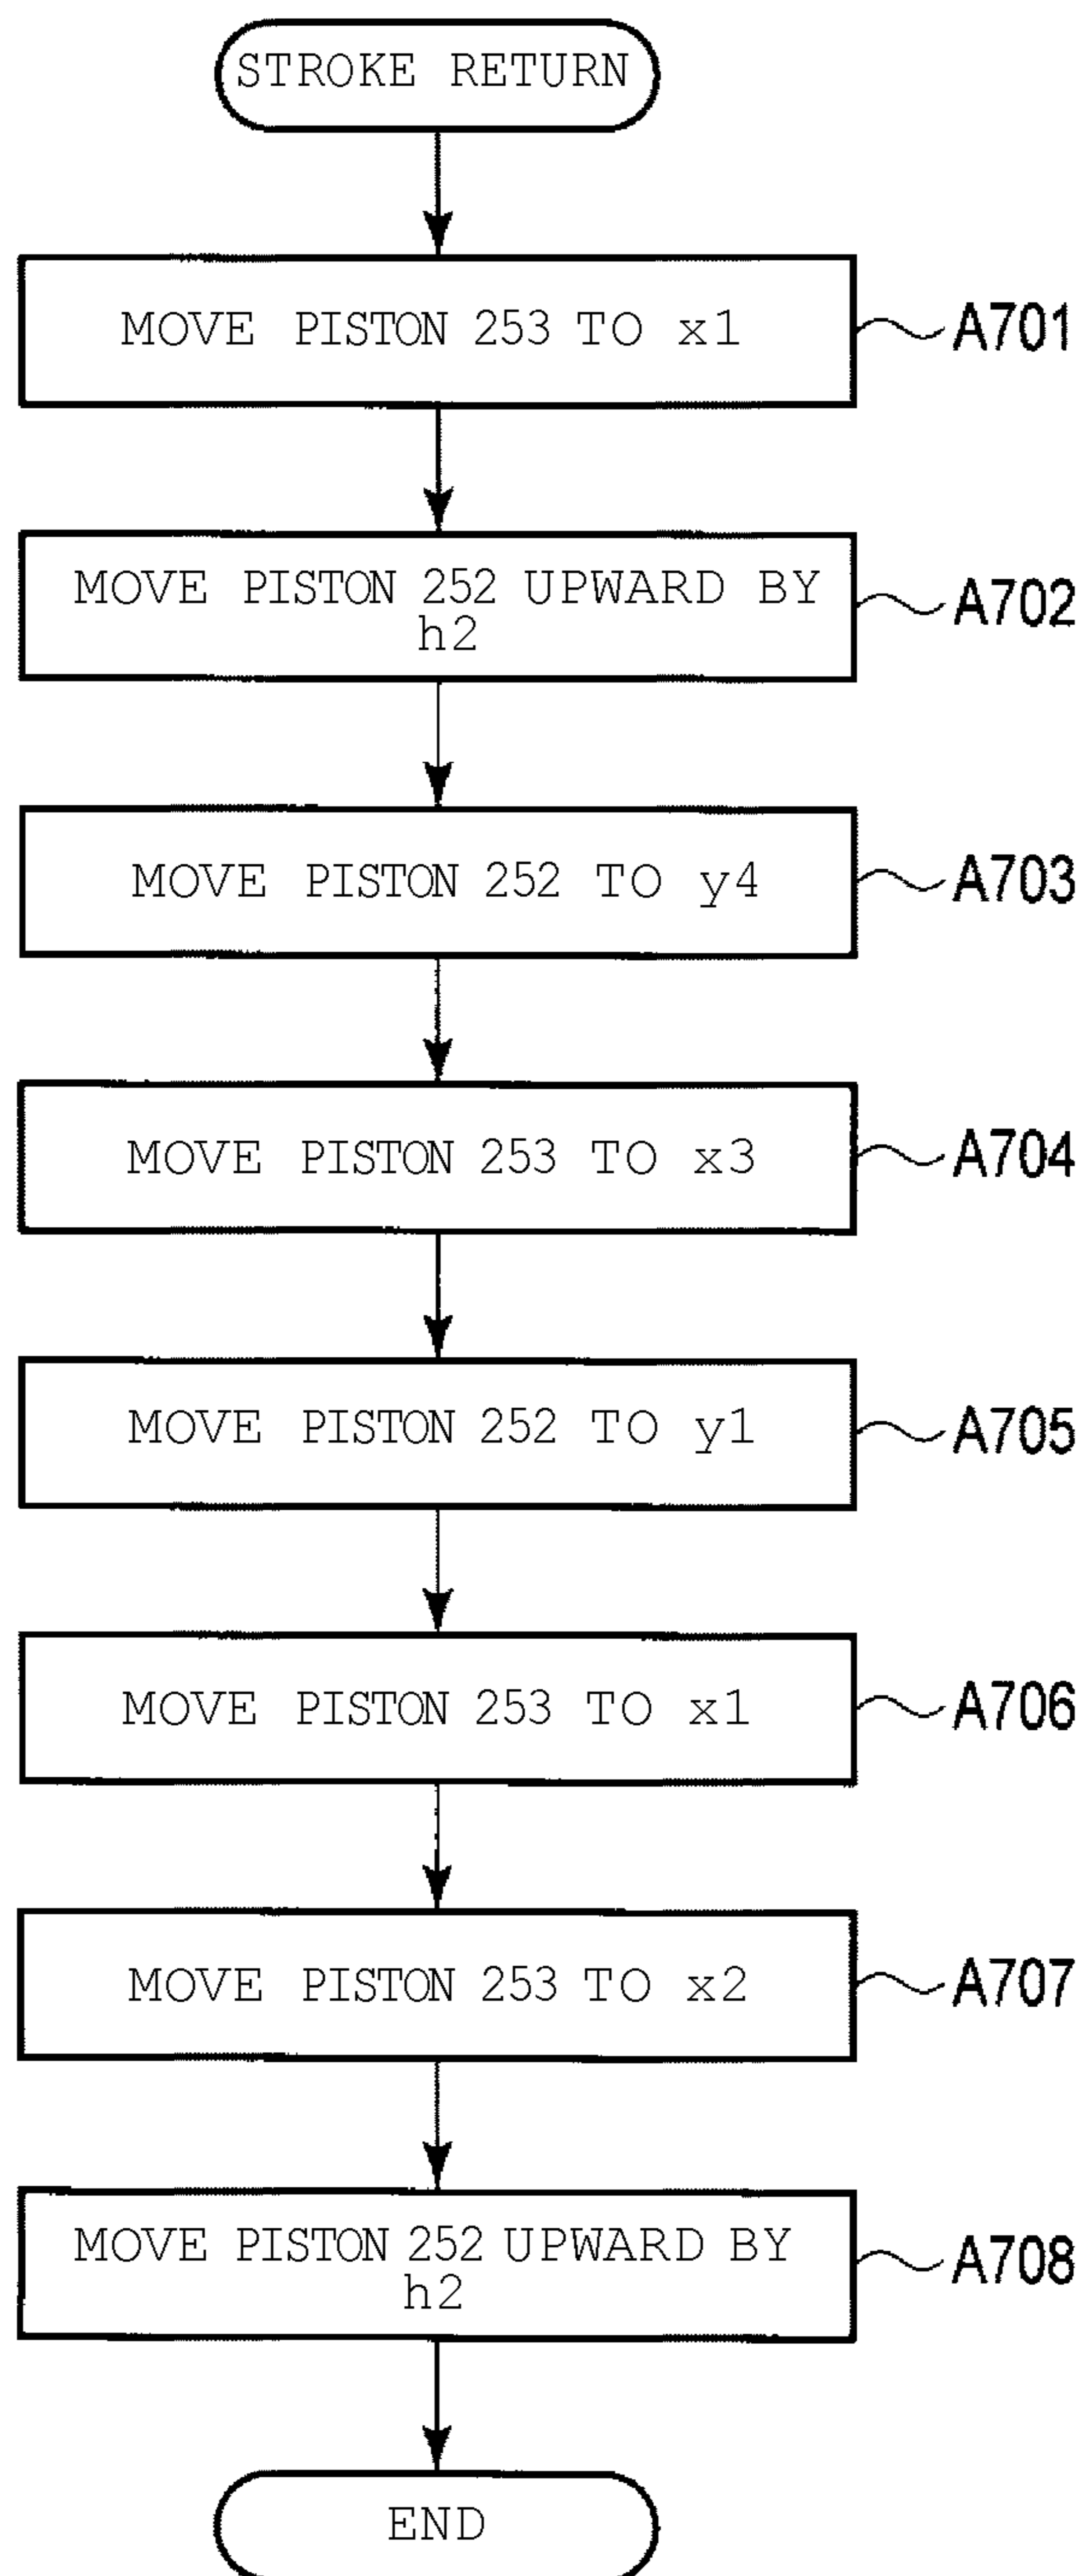 STROKE RETURN
MOVE PISTON 253 TO x1
A701
MOVE PISTON 252 UPWARD BY
h2
A702
MOVE PISTON 252 TO y4
A703
MOVE PISTON 253 TO x3
A704
MOVE PISTON 252 TO y1
A705
MOVE PISTON 253 TO x1
A706
MOVE PISTON 253 TO x2
A707
MOVE PISTON 252 UPWARD BY
h2
A708
END